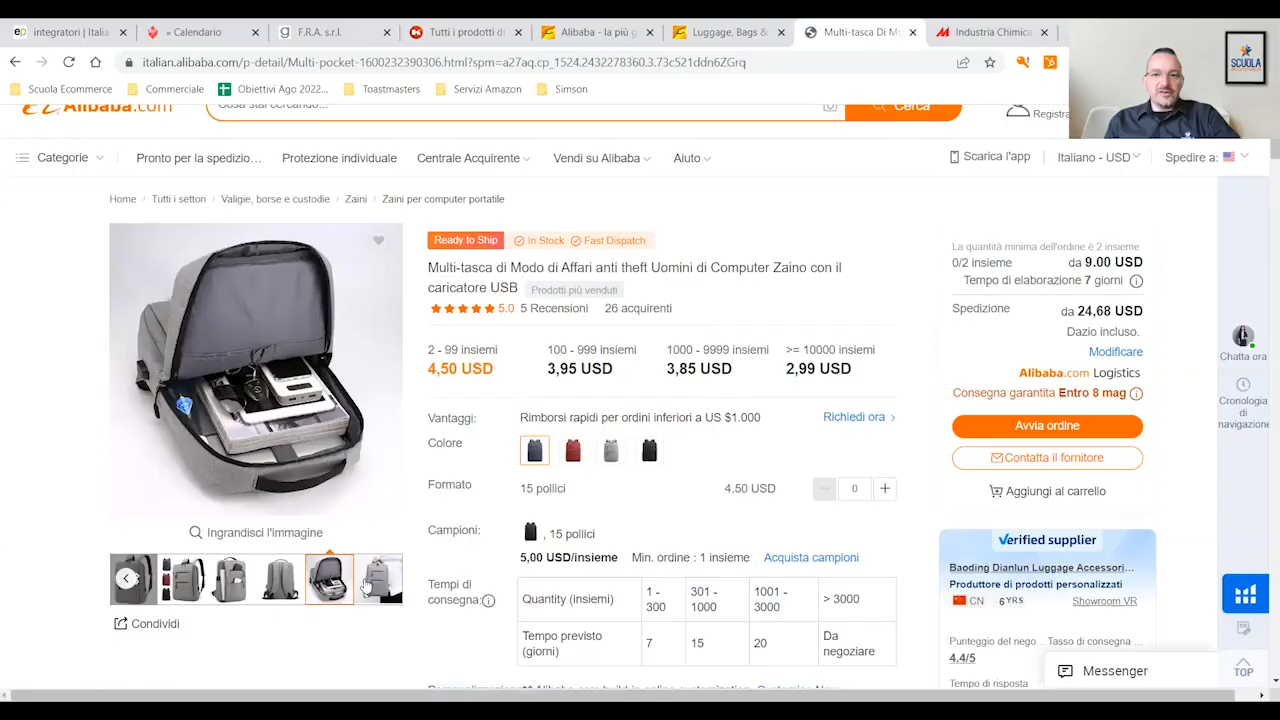 integratori | Italia
» Calendario
F.R.A. s.r.l.
Tutti i prodotti d
Alibaba - la più g
Luggage, Bags &
Multi-tasca Di Mo
Industria Chimica
italian.alibaba.com/p-detail/Multi-pocket-1600232390306.html?spm=a27aq.cp_1524.2432278360.3.73c521ddn6ZGrq
Scuola Ecommerce
Commerciale
Obiettivi Ago 2022...
Toastmasters
Servizi Amazon
Simson
SCUOLA
Alibaba.com
Cosa stai cercando...
Cerca
Registra
Categorie
Pronto per la spedizio…
Protezione individuale
Centrale Acquirente
Vendi su Alibaba
Aiuto
Scarica l'app
Italiano - USD
Spedire a:
Home / Tutti i settori / Valigie, borse e custodie / Zaini / Zaini per computer portatile
Ready to Ship
In Stock
Fast Dispatch
Multi-tasca di Modo di Affari anti theft Uomini di Computer Zaino con il
caricatore USB
Prodotti più venduti
5.0 5 Recensioni 26 acquirenti
2 - 99 insiemi
100 - 999 insiemi
1000 - 9999 insiemi
>= 10000 insiemi
4,50 USD
3,95 USD
3,85 USD
2,99 USD
Vantaggi:
Rimborsi rapidi per ordini inferiori a US $1.000
Richiedi ora >
Colore
Formato
15 pollici
4.50 USD
0
Campioni:
, 15 pollici
5,00 USD/insieme
Min. ordine : 1 insieme
Acquista campioni
Tempi di
consegna:
Quantity (insiemi)
1 -
300
301 -
1000
1001 -
3000
> 3000
Tempo previsto
(giorni)
7
15
20
Da
negoziare
Ingrandisci l'immagine
Condividi
La quantità minima dell'ordine è 2 insieme
0/2 insieme
da 9.00 USD
Tempo di elaborazione 7 giorni
Spedizione
da 24,68 USD
Dazio incluso.
Modificare
Alibaba.com Logistics
Consegna garantita Entro 8 mag
Avvia ordine
Contatta il fornitore
Aggiungi al carrello
Verified supplier
Baoding Dianlun Luggage Accessori...
Produttore di prodotti personalizzati
CN
6 YRS
Showroom VR
Punteggio del nego...
Tasso di consegna ...
4.4/5
Tempo di risposta
Messenger
Chatta ora
Cronologia
di
navigazione
TOP